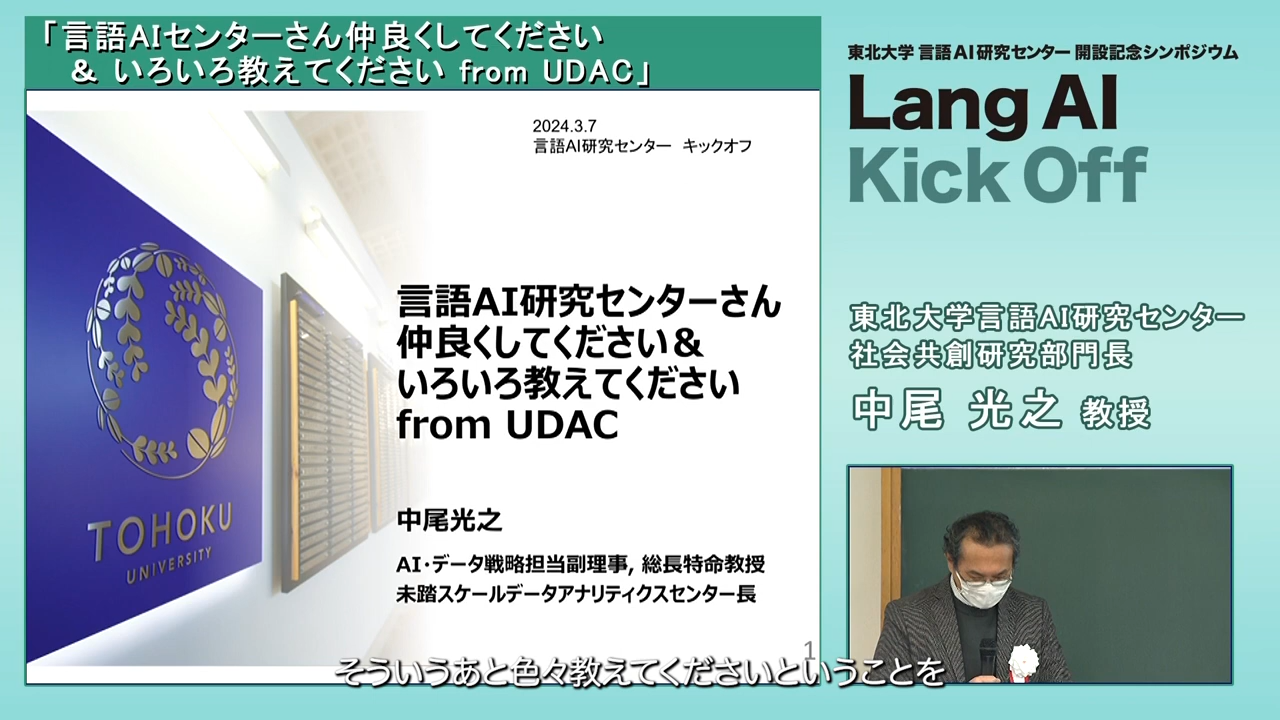 「言語AIセンターさん仲良くしてください
& いろいろ教えてください from UDAC」
2024.3.7
言語AI研究センター キックオフ
言語AI研究センターさん
仲良くしてください&
いろいろ教えてください
from UDAC
中尾光之
AI・データ戦略担当副理事, 総長特命教授
未踏スケールデータアナリティクスセンター長
1
TOHOKU
UNIVERSITY
東北大学 言語AI研究センター 開設記念シンポジウム
Lang AI
Kick Off
東北大学言語AI研究センター
社会共創研究部門長
中尾 光之 教授
そういうあと色々教えてくださいということを